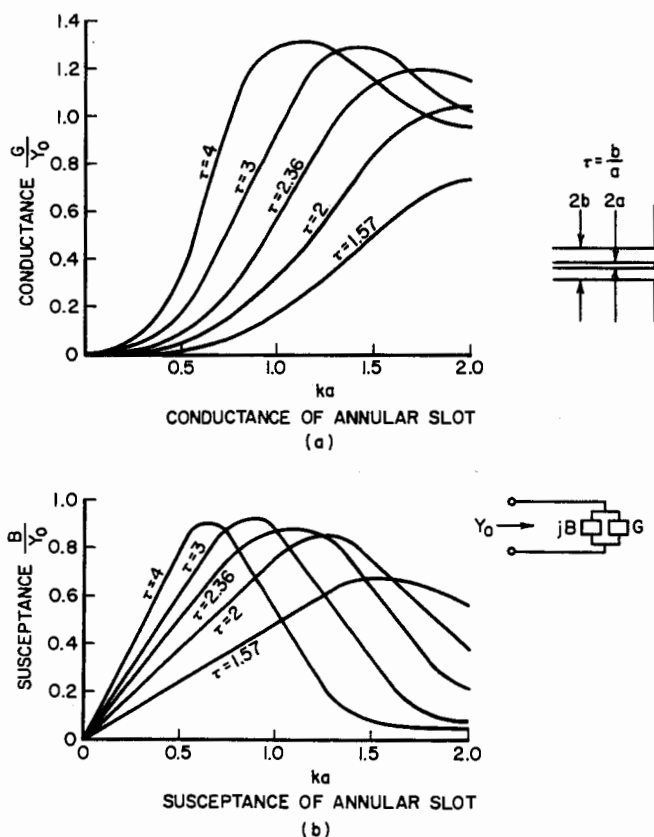 1.4
1.2
1.0
0.8
0.6
0.4
0.2
0
CONDUCTANCE G/Y₀
τ=4
τ=3
τ=2.36
τ=2
τ=1.57
0.5
1.0
1.5
2.0
ka
CONDUCTANCE OF ANNULAR SLOT
(a)
τ = b/a
2b 2a
1.0
0.8
0.6
0.4
0.2
0
SUSCEPTANCE B/Y₀
τ=4
τ=3
τ=2.36
τ=2
τ=1.57
0
0.5
1.0
1.5
2.0
ka
SUSCEPTANCE OF ANNULAR SLOT
(b)
Y₀ jB G